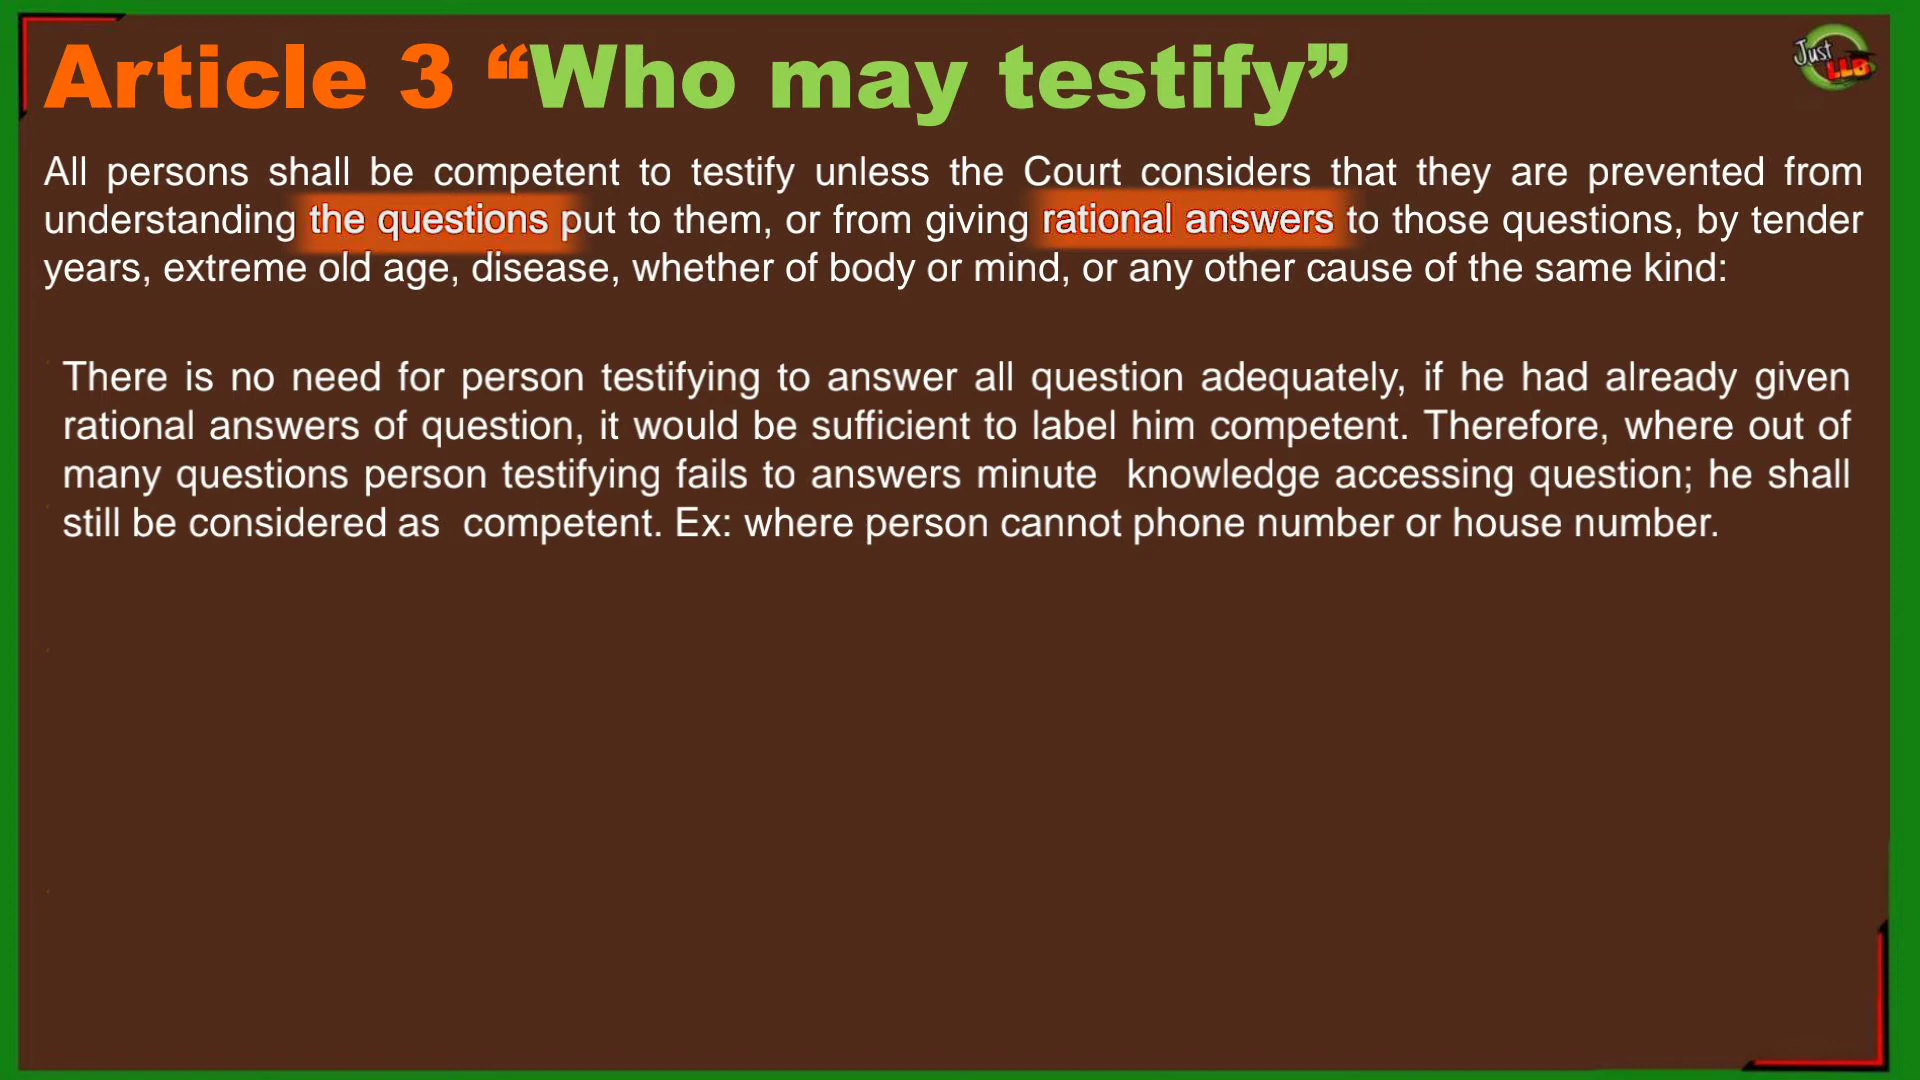 Article 3 “Who may testify”
Just
LLB
All persons shall be competent to testify unless the Court considers that they are prevented from
understanding the questions put to them, or from giving rational answers to those questions, by tender
years, extreme old age, disease, whether of body or mind, or any other cause of the same kind:
There is no need for person testifying to answer all question adequately, if he had already given
rational answers of question, it would be sufficient to label him competent. Therefore, where out of
many questions person testifying fails to answers minute  knowledge accessing question; he shall
still be considered as  competent. Ex: where person cannot phone number or house number.